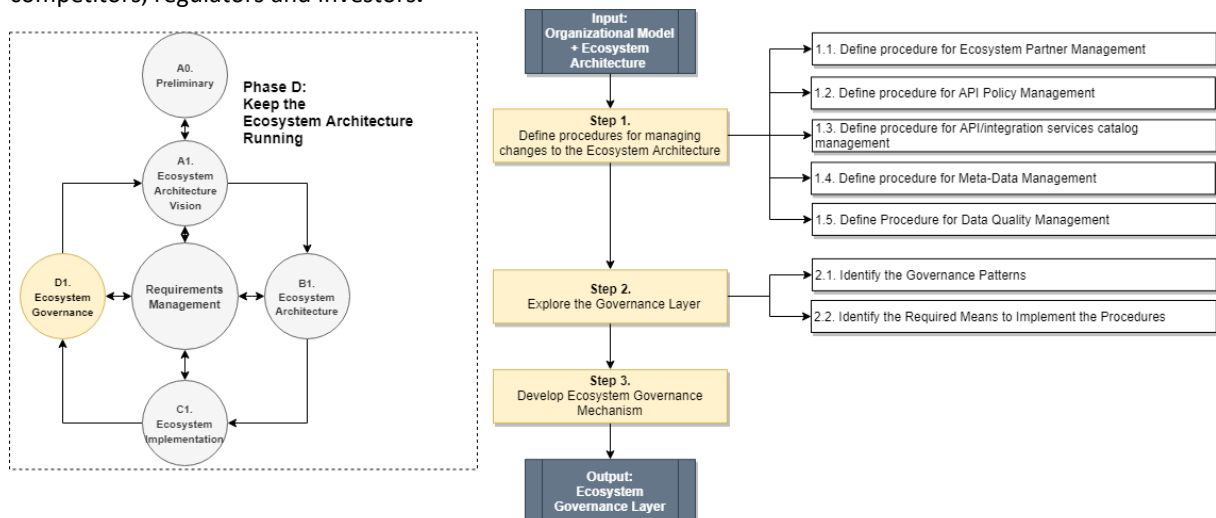 competitors, regulators and investors.
A0.
Preliminary
Phase D:
Keep the
Ecosystem Architecture
Running
A1.
Ecosystem
Architecture
Vision
D1.
Ecosystem
Governance
Requirements
Management
B1.
Ecosystem
Architecture
C1.
Ecosystem
Implementation
Input:
Organizational Model
+ Ecosystem
Architecture
Step 1.
Define procedures for managing
changes to the Ecosystem Architecture
1.1. Define procedure for Ecosystem Partner Management
1.2. Define procedure for API Policy Management
1.3. Define procedure for API/integration services catalog
management
1.4. Define procedure for Meta-Data Management
1.5. Define Procedure for Data Quality Management
Step 2.
Explore the Governance Layer
2.1. Identify the Governance Patterns
2.2. Identify the Required Means to Implement the Procedures
Step 3.
Develop Ecosystem Governance
Mechanism
Output:
Ecosystem
Governance Layer